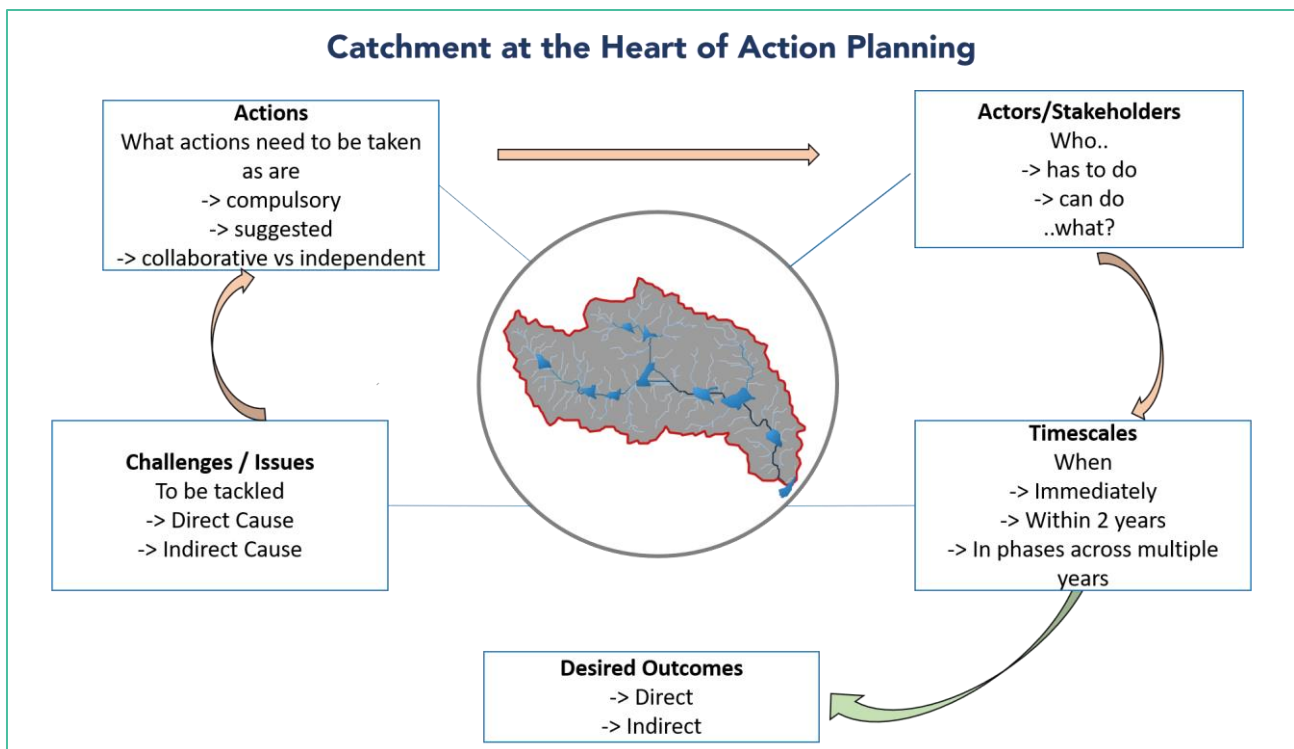 Catchment at the Heart of Action Planning
Actions
What actions need to be taken
as are
-> compulsory
-> suggested
-> collaborative vs independent
Actors/Stakeholders
Who..
-> has to do
-> can do
..what?
Challenges / Issues
To be tackled
-> Direct Cause
-> Indirect Cause
Timescales
When
-> Immediately
-> Within 2 years
-> In phases across multiple
years
Desired Outcomes
-> Direct
-> Indirect